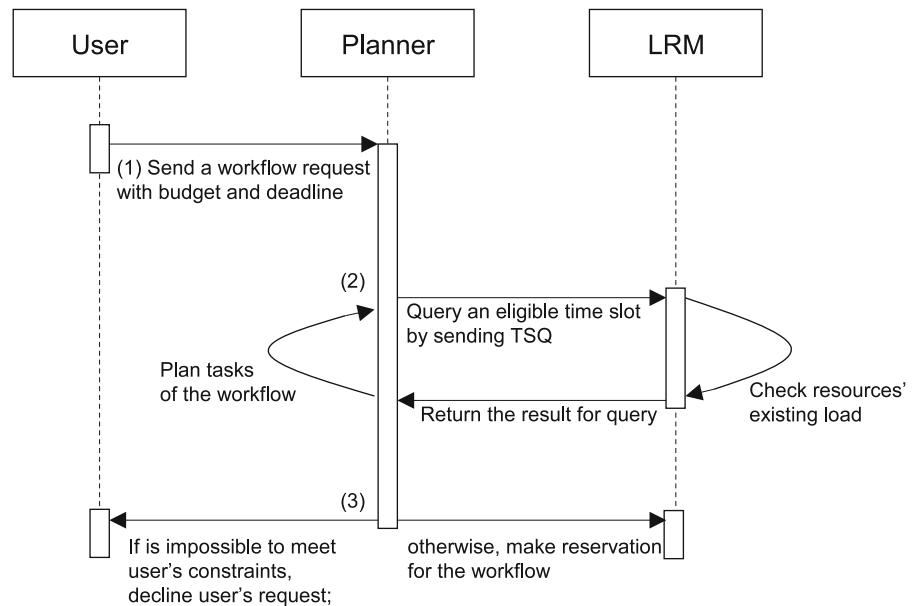 User
Planner
LRM
(1) Send a workflow request
with budget and deadline
(2)
Query an eligible time slot
by sending TSQ
Plan tasks
of the workflow
Check resources'
existing load
Return the result for query
(3)
If is impossible to meet
user's constraints,
decline user's request;
otherwise, make reservation
for the workflow